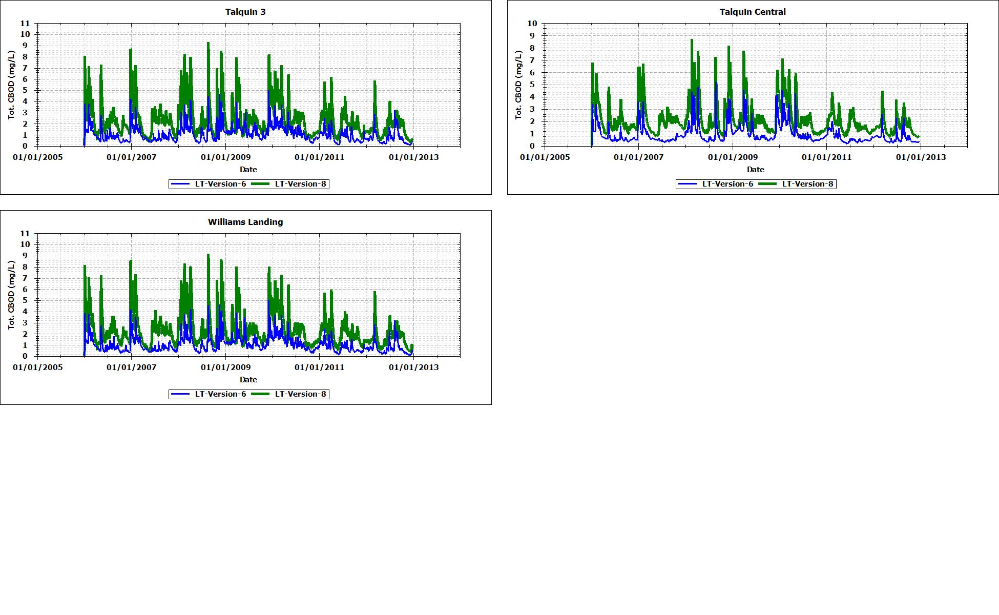 Talquin 3
11
10
9
8
7
6
5
4
3
2
1
0
Tot. CBOD (mg/L)
01/01/2005 01/01/2007 01/01/2009 01/01/2011 01/01/2013
Date
LT-Version-6 LT-Version-8
Talquin Central
10
9
8
7
6
5
4
3
2
1
0
Tot. CBOD (mg/L)
01/01/2005 01/01/2007 01/01/2009 01/01/2011 01/01/2013
Date
LT-Version-6 LT-Version-8
Williams Landing
11
10
9
8
7
6
5
4
3
2
1
0
Tot. CBOD (mg/L)
01/01/2005 01/01/2007 01/01/2009 01/01/2011 01/01/2013
Date
LT-Version-6 LT-Version-8